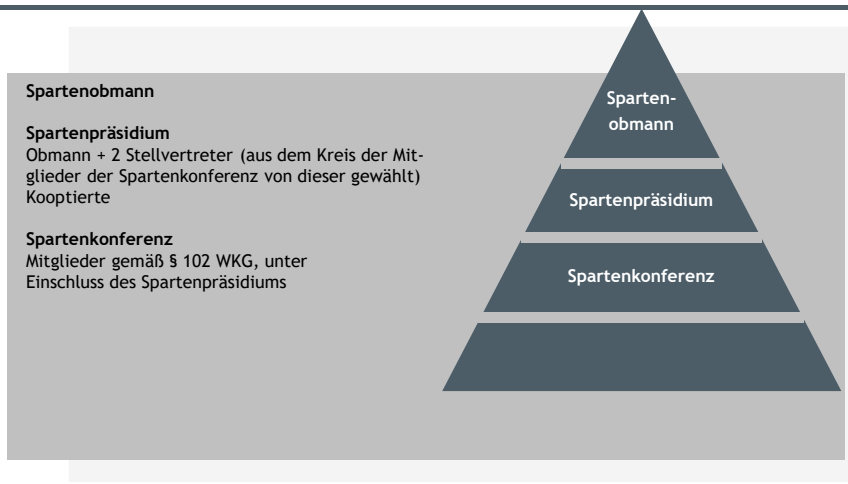 Spartenobmann
Spartenpräsidium
Obmann + 2 Stellvertreter (aus dem Kreis der Mit-
glieder der Spartenkonferenz von dieser gewählt)
Kooptierte
Spartenkonferenz
Mitglieder gemäß § 102 WKG, unter
Einschluss des Spartenpräsidiums
Sparten-
obmann
Spartenpräsidium
Spartenkonferenz